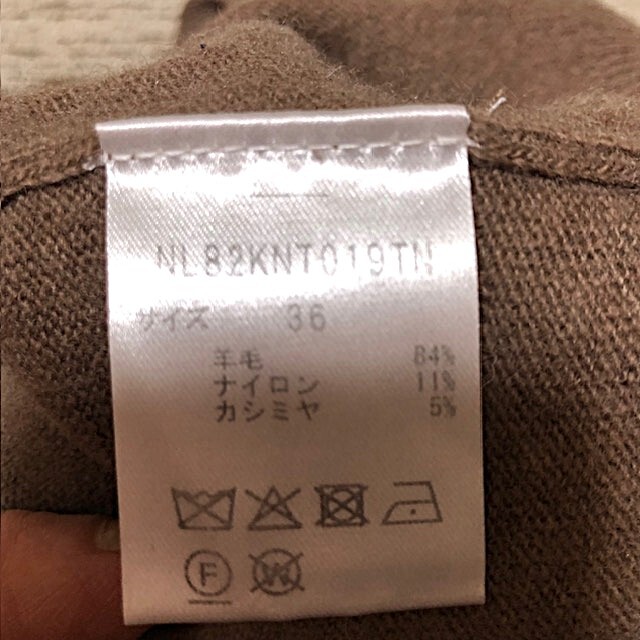 NL82KNT019TN
サイズ 36
羊毛 84%
ナイロン 11%
カシミヤ 5%
F W